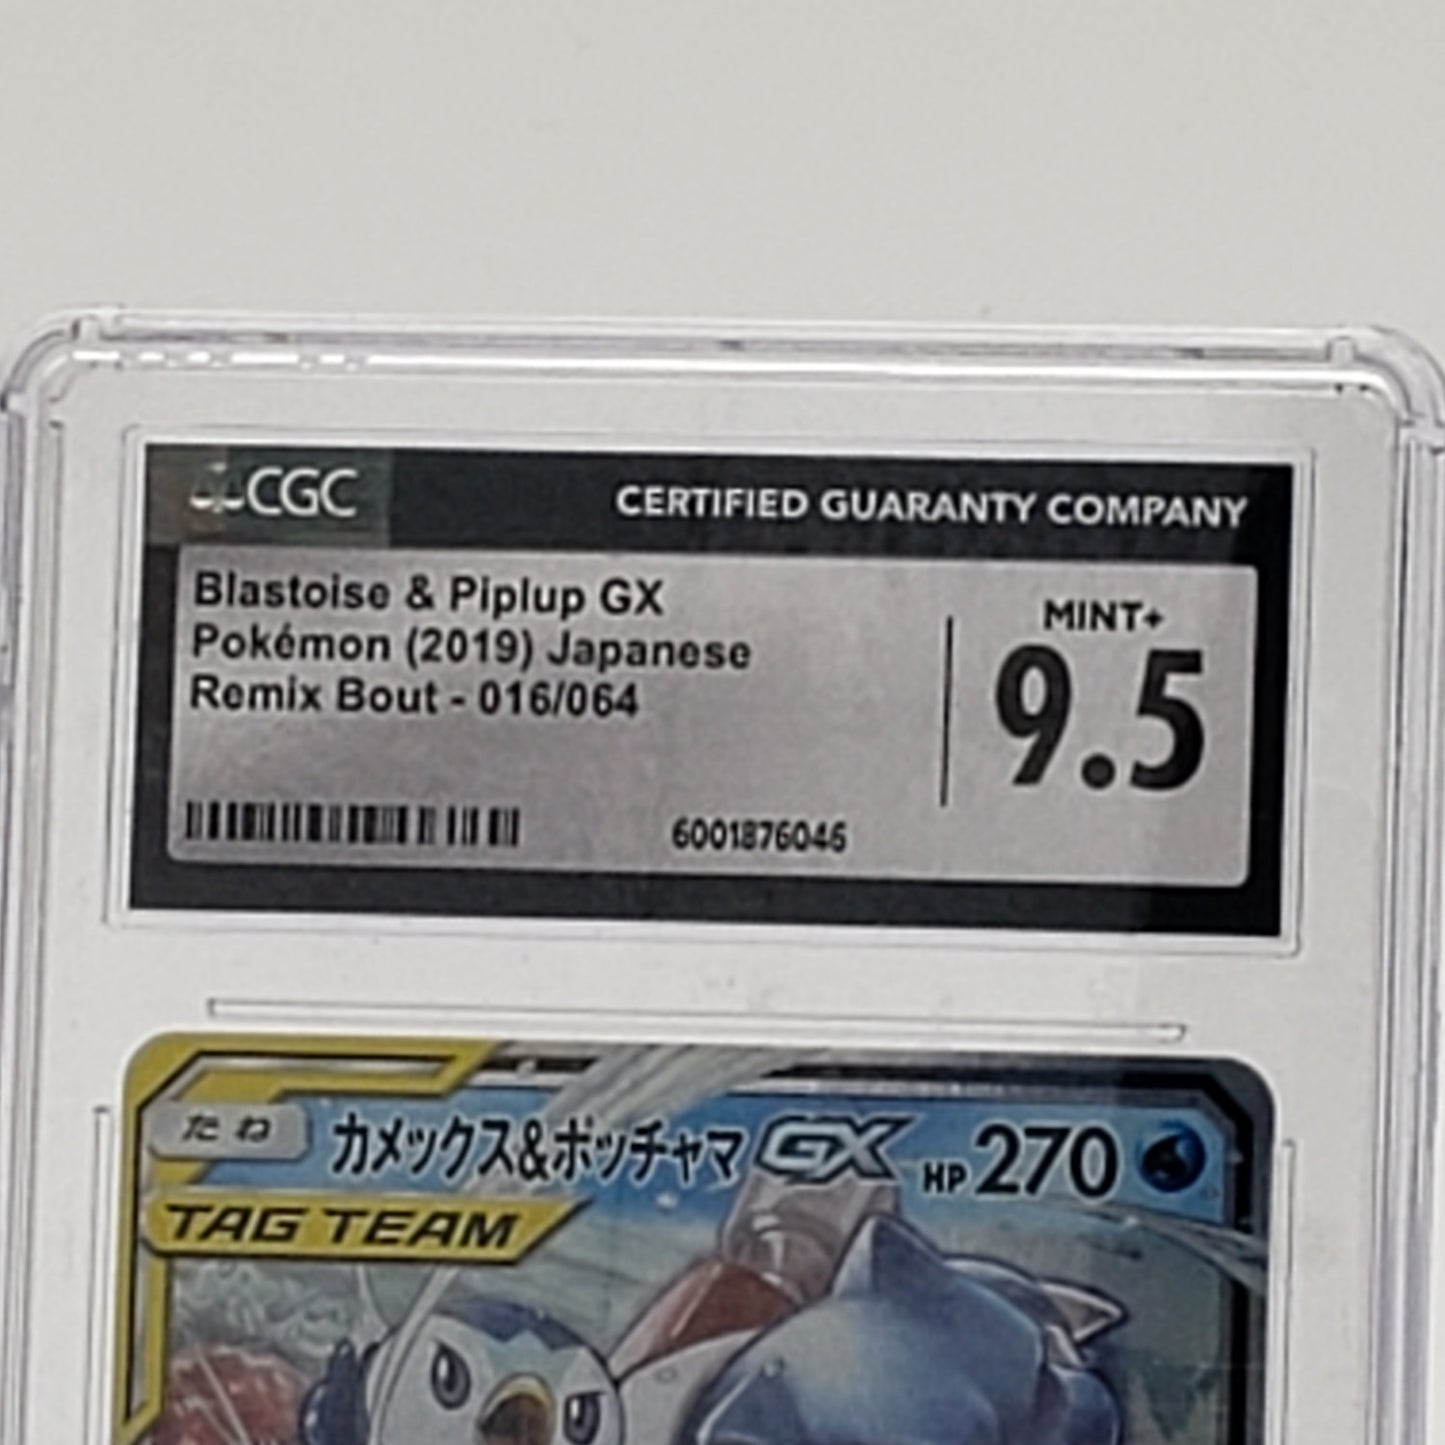 CGC
CERTIFIED GUARANTY COMPANY
Blastoise & Piplup GX
Pokémon (2019) Japanese
Remix Bout - 016/064
MINT+
9.5
6001876046
たね
カメックス&ポッチャマ GX HP 270
TAG TEAM